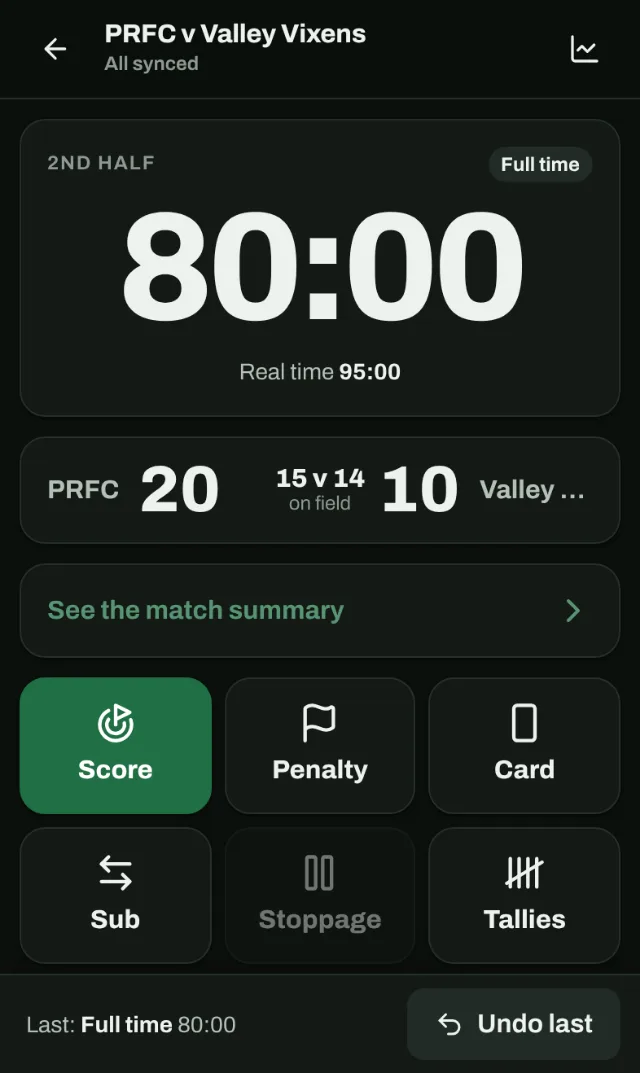 PRFC v Valley Vixens
All synced
2ND HALF
Full time
80:00
Real time 95:00
PRFC 20 15 v 14 10 Valley ...
on field
See the match summary
Score Penalty Card
Sub Stoppage Tallies
Last: Full time 80:00 Undo last